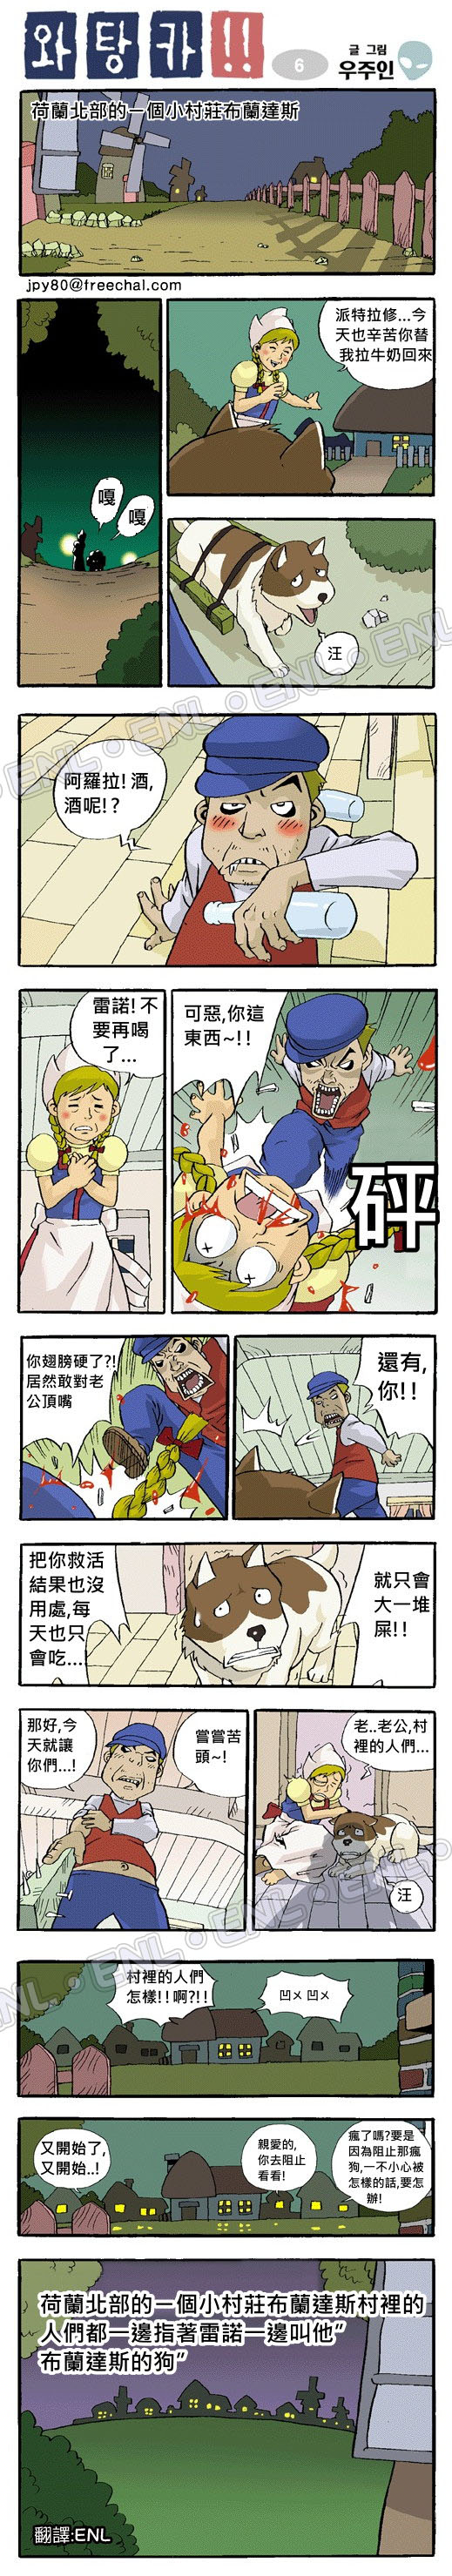 와탕카!!
6
글 그림
우주인
荷蘭北部的一個小村莊布蘭達斯
jpy80@freechal.com
嘎
嘎
派特拉修...今
天也辛苦你替
我拉牛奶回來
汪
阿羅拉!酒,
酒呢!?
雷諾!不
要再喝
了...
可惡,你這
東西~!!
砰
你翅膀硬了?!
居然敢對老
公頂嘴
還有,
你!!
把你救活
結果也沒
用處,每
天也只
會吃...
就只會
大一堆
屎!!
那好,今
天就讓
你們...!
嘗嘗苦
頭~!
老..老公,村
裡的人們...
汪
村裡的人們
怎樣!!啊?!!
凹ㄨ 凹ㄨ
又開始了,
又開始..!
親愛的,
你去阻止
看看!
瘋了嗎?要是
因為阻止那瘋
狗,一不小心被
怎樣的話,要怎
辦!
荷蘭北部的一個小村莊布蘭達斯村裡的
人們都一邊指著雷諾一邊叫他”
布蘭達斯的狗”
翻譯:ENL
ENL • ENL • ENL • ENL
ENL • ENL • ENL • ENL